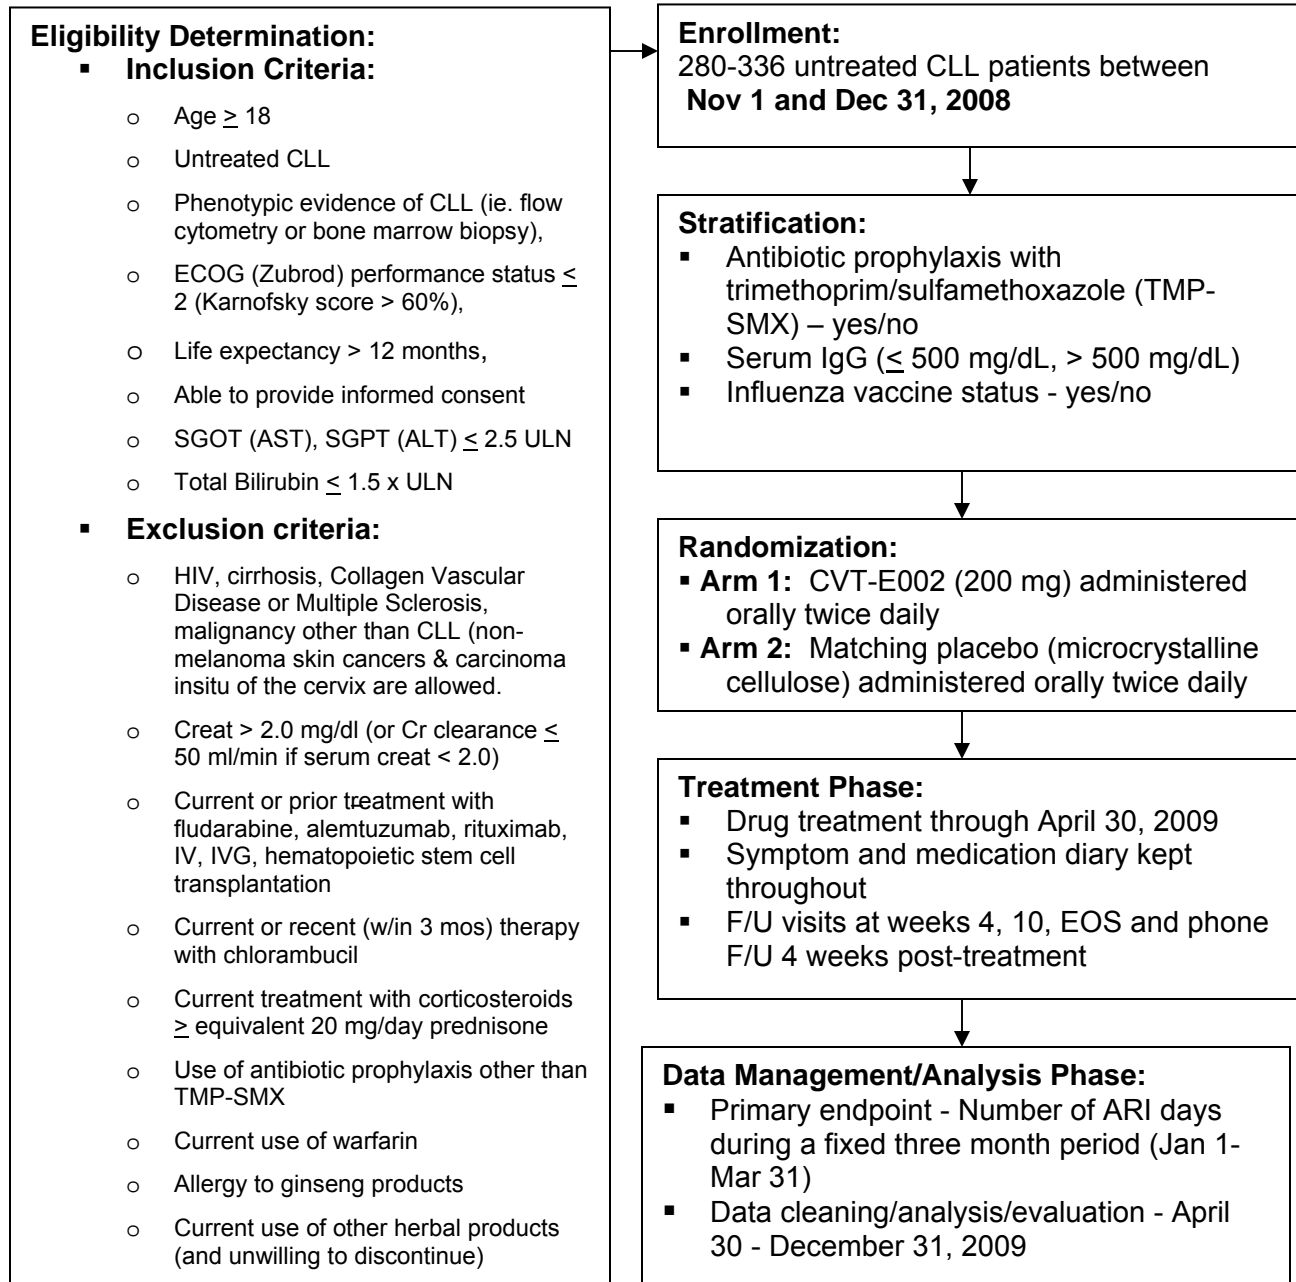 Eligibility Determination:
▪ Inclusion Criteria:
o Age ≥ 18
o Untreated CLL
o Phenotypic evidence of CLL (ie. flow
cytometry or bone marrow biopsy),
o ECOG (Zubrod) performance status ≤
2 (Karnofsky score > 60%),
o Life expectancy > 12 months,
o Able to provide informed consent
o SGOT (AST), SGPT (ALT) ≤ 2.5 ULN
o Total Bilirubin ≤ 1.5 x ULN
▪ Exclusion criteria:
o HIV, cirrhosis, Collagen Vascular
Disease or Multiple Sclerosis,
malignancy other than CLL (non-
melanoma skin cancers & carcinoma
insitu of the cervix are allowed.
o Creat > 2.0 mg/dl (or Cr clearance ≤
50 ml/min if serum creat < 2.0)
o Current or prior treatment with
fludarabine, alemtuzumab, rituximab,
IV, IVG, hematopoietic stem cell
transplantation
o Current or recent (w/in 3 mos) therapy
with chlorambucil
o Current treatment with corticosteroids
≥ equivalent 20 mg/day prednisone
o Use of antibiotic prophylaxis other than
TMP-SMX
o Current use of warfarin
o Allergy to ginseng products
o Current use of other herbal products
(and unwilling to discontinue)
Enrollment:
280-336 untreated CLL patients between
Nov 1 and Dec 31, 2008
Stratification:
▪ Antibiotic prophylaxis with
trimethoprim/sulfamethoxazole (TMP-
SMX) – yes/no
▪ Serum IgG (≤ 500 mg/dL, > 500 mg/dL)
▪ Influenza vaccine status - yes/no
Randomization:
▪ Arm 1: CVT-E002 (200 mg) administered
orally twice daily
▪ Arm 2: Matching placebo (microcrystalline
cellulose) administered orally twice daily
Treatment Phase:
▪ Drug treatment through April 30, 2009
▪ Symptom and medication diary kept
throughout
▪ F/U visits at weeks 4, 10, EOS and phone
F/U 4 weeks post-treatment
Data Management/Analysis Phase:
▪ Primary endpoint - Number of ARI days
during a fixed three month period (Jan 1-
Mar 31)
▪ Data cleaning/analysis/evaluation - April
30 - December 31, 2009